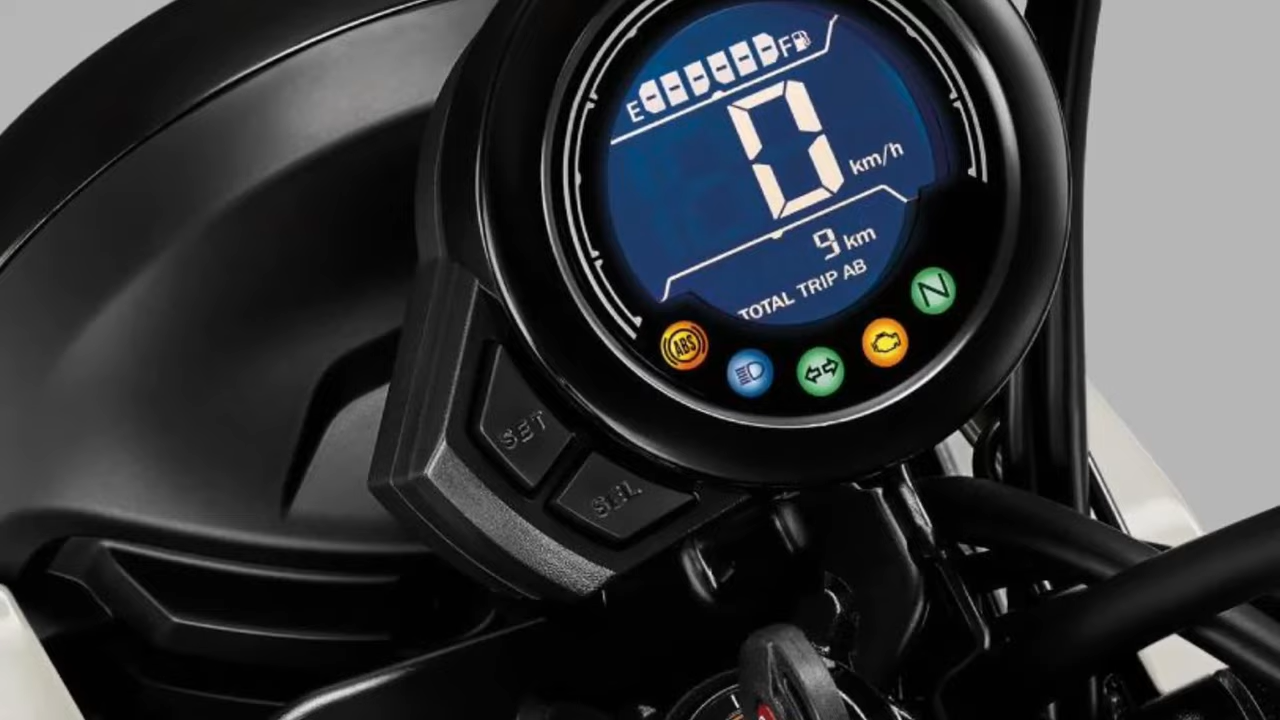 E F
0 km/h
9 km
TOTAL TRIP AB
ABS
N
SET
SEL